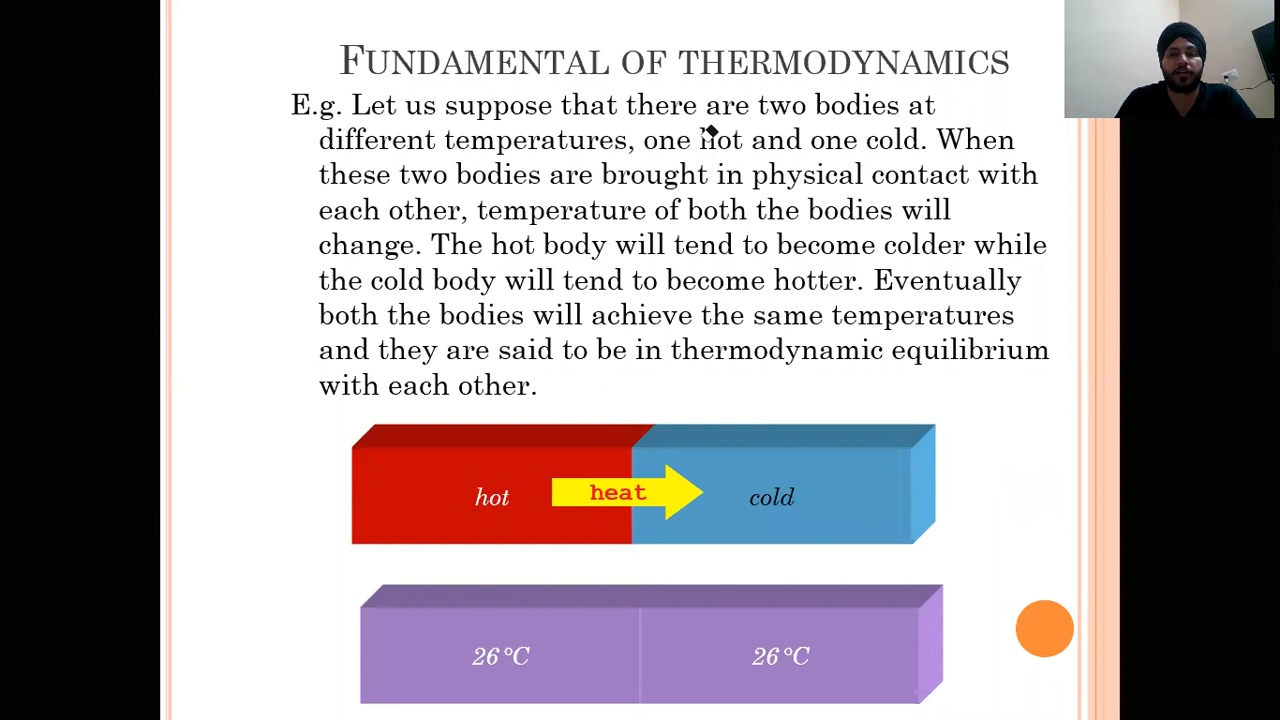 FUNDAMENTAL OF THERMODYNAMICS
E.g. Let us suppose that there are two bodies at
different temperatures, one hot and one cold. When
these two bodies are brought in physical contact with
each other, temperature of both the bodies will
change. The hot body will tend to become colder while
the cold body will tend to become hotter. Eventually
both the bodies will achieve the same temperatures
and they are said to be in thermodynamic equilibrium
with each other.
hot heat cold
26°C 26°C